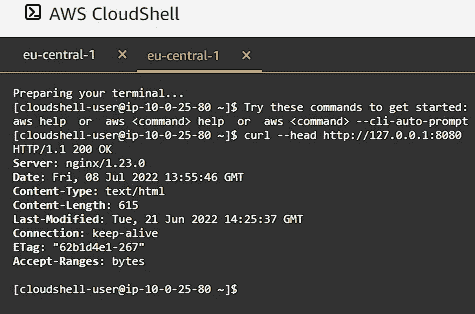 AWS CloudShell
eu-central-1 × eu-central-1 ×
Preparing your terminal...
[cloudshell-user@ip-10-0-25-80 ~]$ Try these commands to get started:
aws help  or  aws <command> help  or  aws <command> --cli-auto-prompt
[cloudshell-user@ip-10-0-25-80 ~]$ curl --head http://127.0.0.1:8080
HTTP/1.1 200 OK
Server: nginx/1.23.0
Date: Fri, 08 Jul 2022 13:55:46 GMT
Content-Type: text/html
Content-Length: 615
Last-Modified: Tue, 21 Jun 2022 14:25:37 GMT
Connection: keep-alive
ETag: "62b1d4e1-267"
Accept-Ranges: bytes
[cloudshell-user@ip-10-0-25-80 ~]$